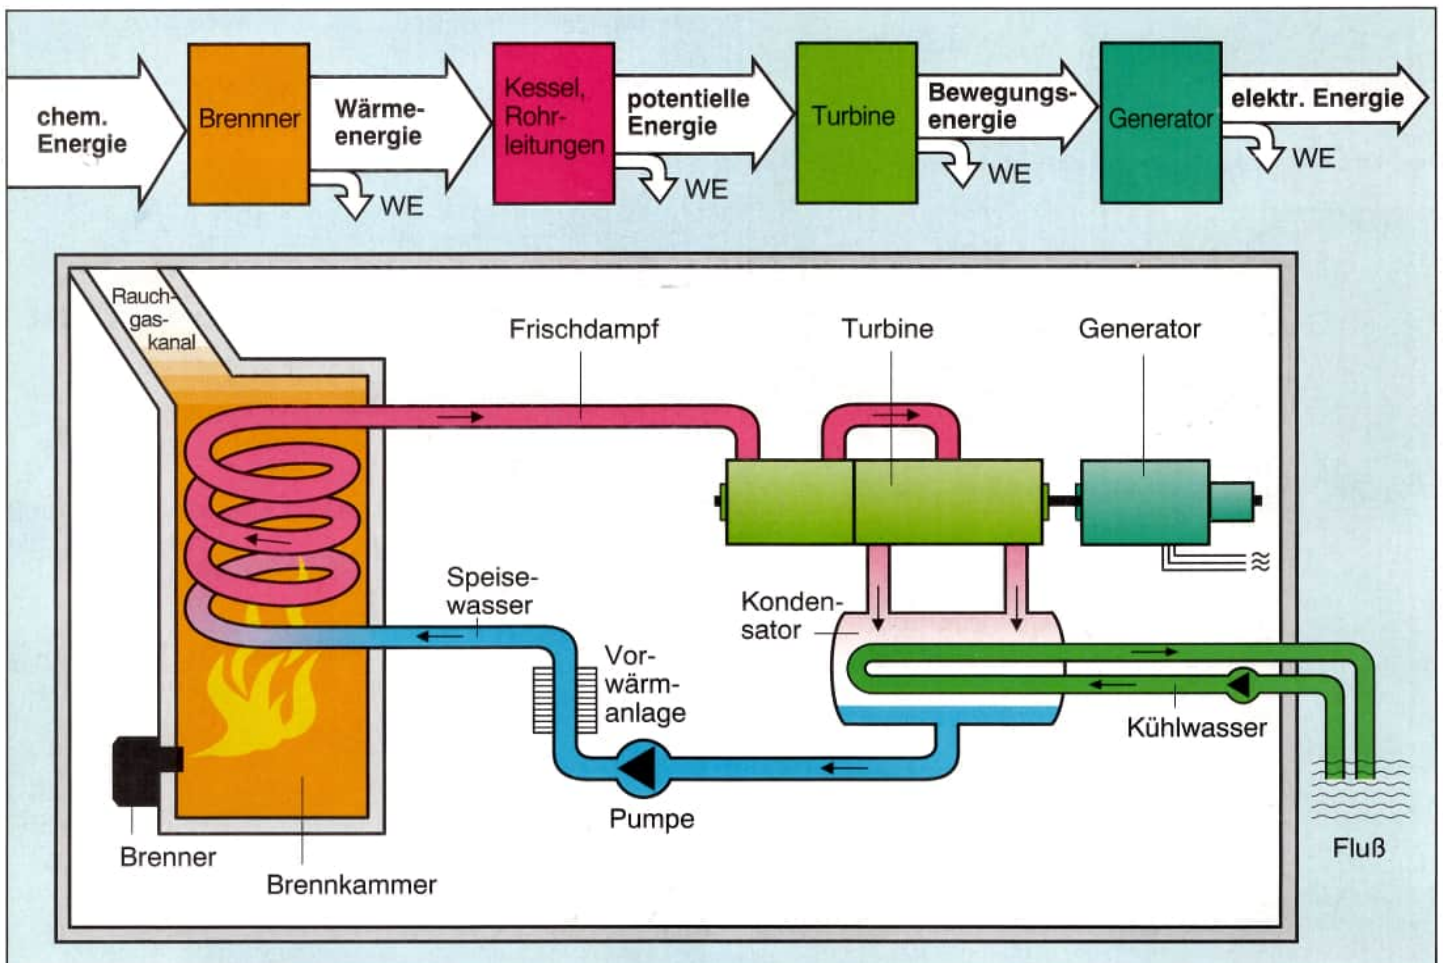 chem.
Energie
Brennner
Wärme-
energie
WE
Kessel,
Rohr-
leitungen
potentielle
Energie
WE
Turbine
Bewegungs-
energie
WE
Generator
elektr. Energie
WE
Rauch-
gas-
kanal
Frischdampf
Turbine
Generator
Speise-
wasser
Vor-
wärm-
anlage
Konden-
sator
Kühlwasser
Pumpe
Brenner
Brennkammer
Fluß